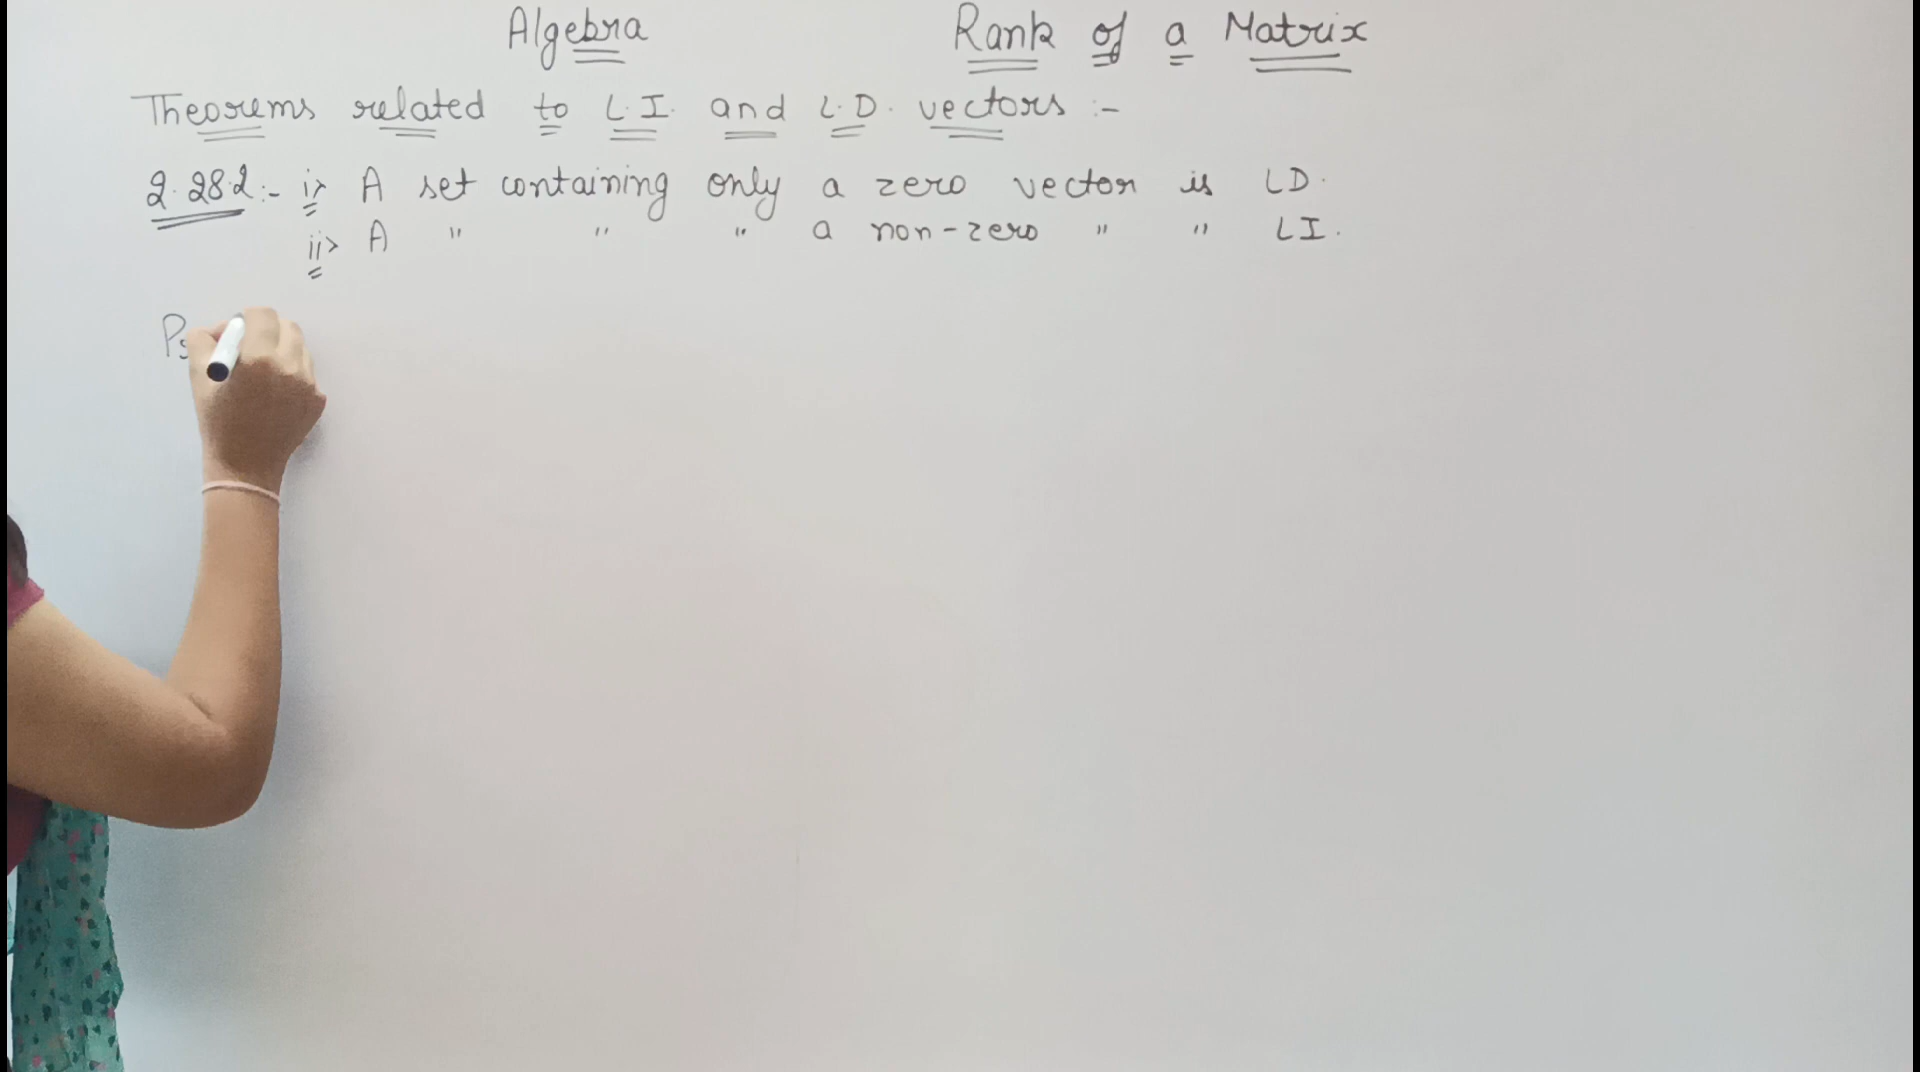 Algebra Rank of a Matrix
Theorems related to L.I. and L.D. vectors :-
2.28.2:- i> A set containing only a zero vector is LD.
ii> A " " " a non-zero " " LI.